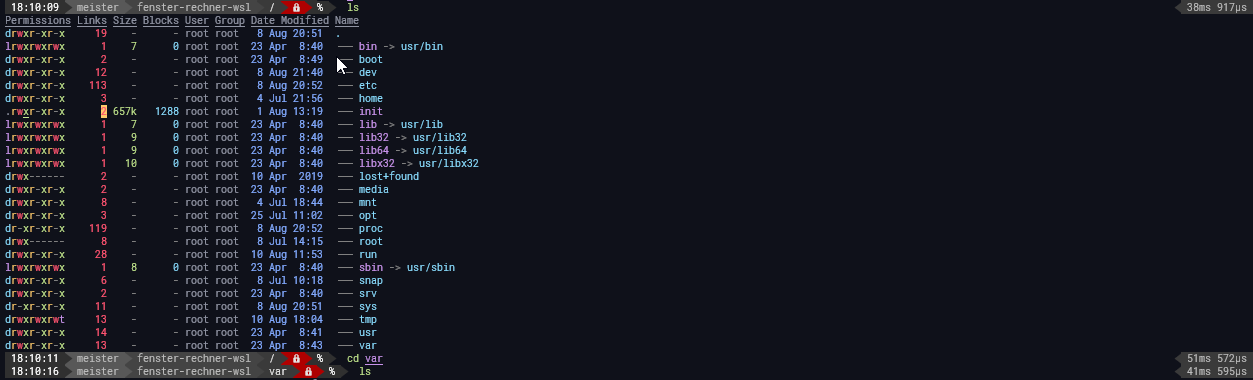 18:10:09 meister fenster-rechner-wsl / % ls 38ms 917µs
Permissions Links Size Blocks User Group Date Modified Name
drwxr-xr-x 19 - - root root 8 Aug 20:51 .
lrwxrwxrwx 1 7 0 root root 23 Apr 8:40 ── bin -> usr/bin
drwxr-xr-x 2 - - root root 23 Apr 8:49 ── boot
drwxr-xr-x 12 - - root root 8 Aug 21:40 ── dev
drwxr-xr-x 113 - - root root 8 Aug 20:52 ── etc
drwxr-xr-x 3 - - root root 4 Jul 21:56 ── home
.rwxr-xr-x 2 657k 1288 root root 1 Aug 13:19 ── init
lrwxrwxrwx 1 7 0 root root 23 Apr 8:40 ── lib -> usr/lib
lrwxrwxrwx 1 9 0 root root 23 Apr 8:40 ── lib32 -> usr/lib32
lrwxrwxrwx 1 9 0 root root 23 Apr 8:40 ── lib64 -> usr/lib64
lrwxrwxrwx 1 10 0 root root 23 Apr 8:40 ── libx32 -> usr/libx32
drwx------ 2 - - root root 10 Apr 2019 ── lost+found
drwxr-xr-x 2 - - root root 23 Apr 8:40 ── media
drwxr-xr-x 8 - - root root 4 Jul 18:44 ── mnt
drwxr-xr-x 3 - - root root 25 Jul 11:02 ── opt
dr-xr-xr-x 119 - - root root 8 Aug 20:52 ── proc
drwx------ 8 - - root root 8 Jul 14:15 ── root
drwxr-xr-x 28 - - root root 10 Aug 11:53 ── run
lrwxrwxrwx 1 8 0 root root 23 Apr 8:40 ── sbin -> usr/sbin
drwxr-xr-x 6 - - root root 8 Jul 10:18 ── snap
drwxr-xr-x 2 - - root root 23 Apr 8:40 ── srv
dr-xr-xr-x 11 - - root root 8 Aug 20:51 ── sys
drwxrwxrwt 13 - - root root 10 Aug 18:04 ── tmp
drwxr-xr-x 14 - - root root 23 Apr 8:41 ── usr
drwxr-xr-x 13 - - root root 23 Apr 8:43 ── var
18:10:11 meister fenster-rechner-wsl / % cd var 51ms 572µs
18:10:16 meister fenster-rechner-wsl var % ls 41ms 595µs